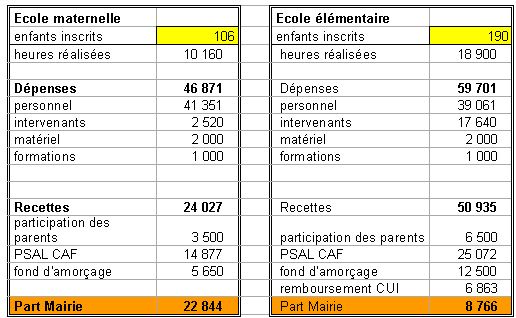 Ecole maternelle
enfants inscrits 106
heures réalisées 10 160
Dépenses 46 871
personnel 41 351
intervenants 2 520
matériel 2 000
formations 1 000
Recettes 24 027
participation des
parents 3 500
PSAL CAF 14 877
fond d'amorçage 5 650
Part Mairie 22 844
Ecole élémentaire
enfants inscrits 190
heures réalisées 18 900
Dépenses 59 701
personnel 39 061
intervenants 17 640
matériel 2 000
formations 1 000
Recettes 50 935
participation des parents 6 500
PSAL CAF 25 072
fond d'amorçage 12 500
remboursement CUI 6 863
Part Mairie 8 766